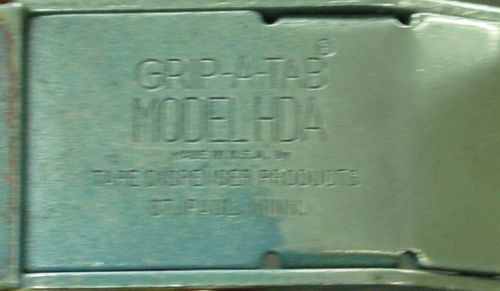 GRIP-A-TAB®
MODEL HDA
MADE IN U.S.A. by
TAPE DISPENSER PRODUCTS
ST. PAUL, MINN.